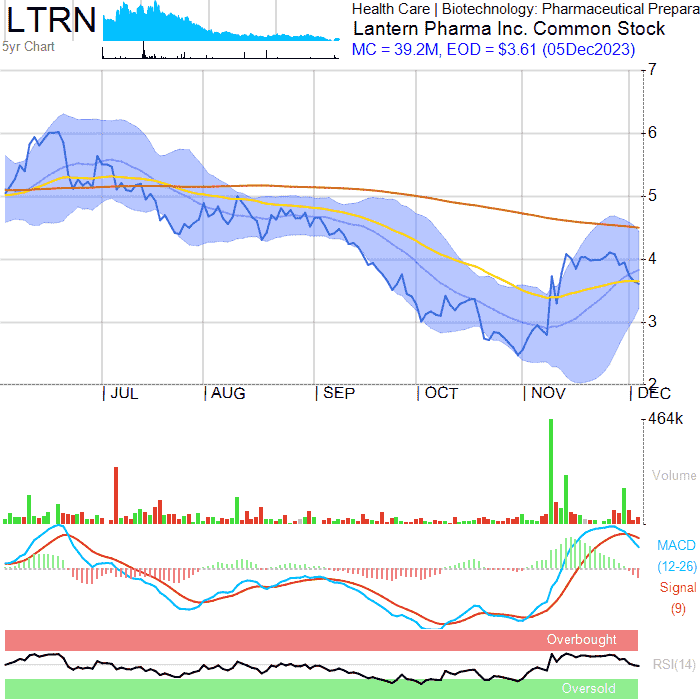 LTRN
5yr Chart
Health Care | Biotechnology: Pharmaceutical Prepara
Lantern Pharma Inc. Common Stock
MC = 39.2M, EOD = $3.61 (05Dec2023)
7
6
5
4
3
2
JUL
AUG
SEP
OCT
NOV
DEC
464k
Volume
MACD
(12-26)
Signal
(9)
Overbought
RSI(14)
Oversold